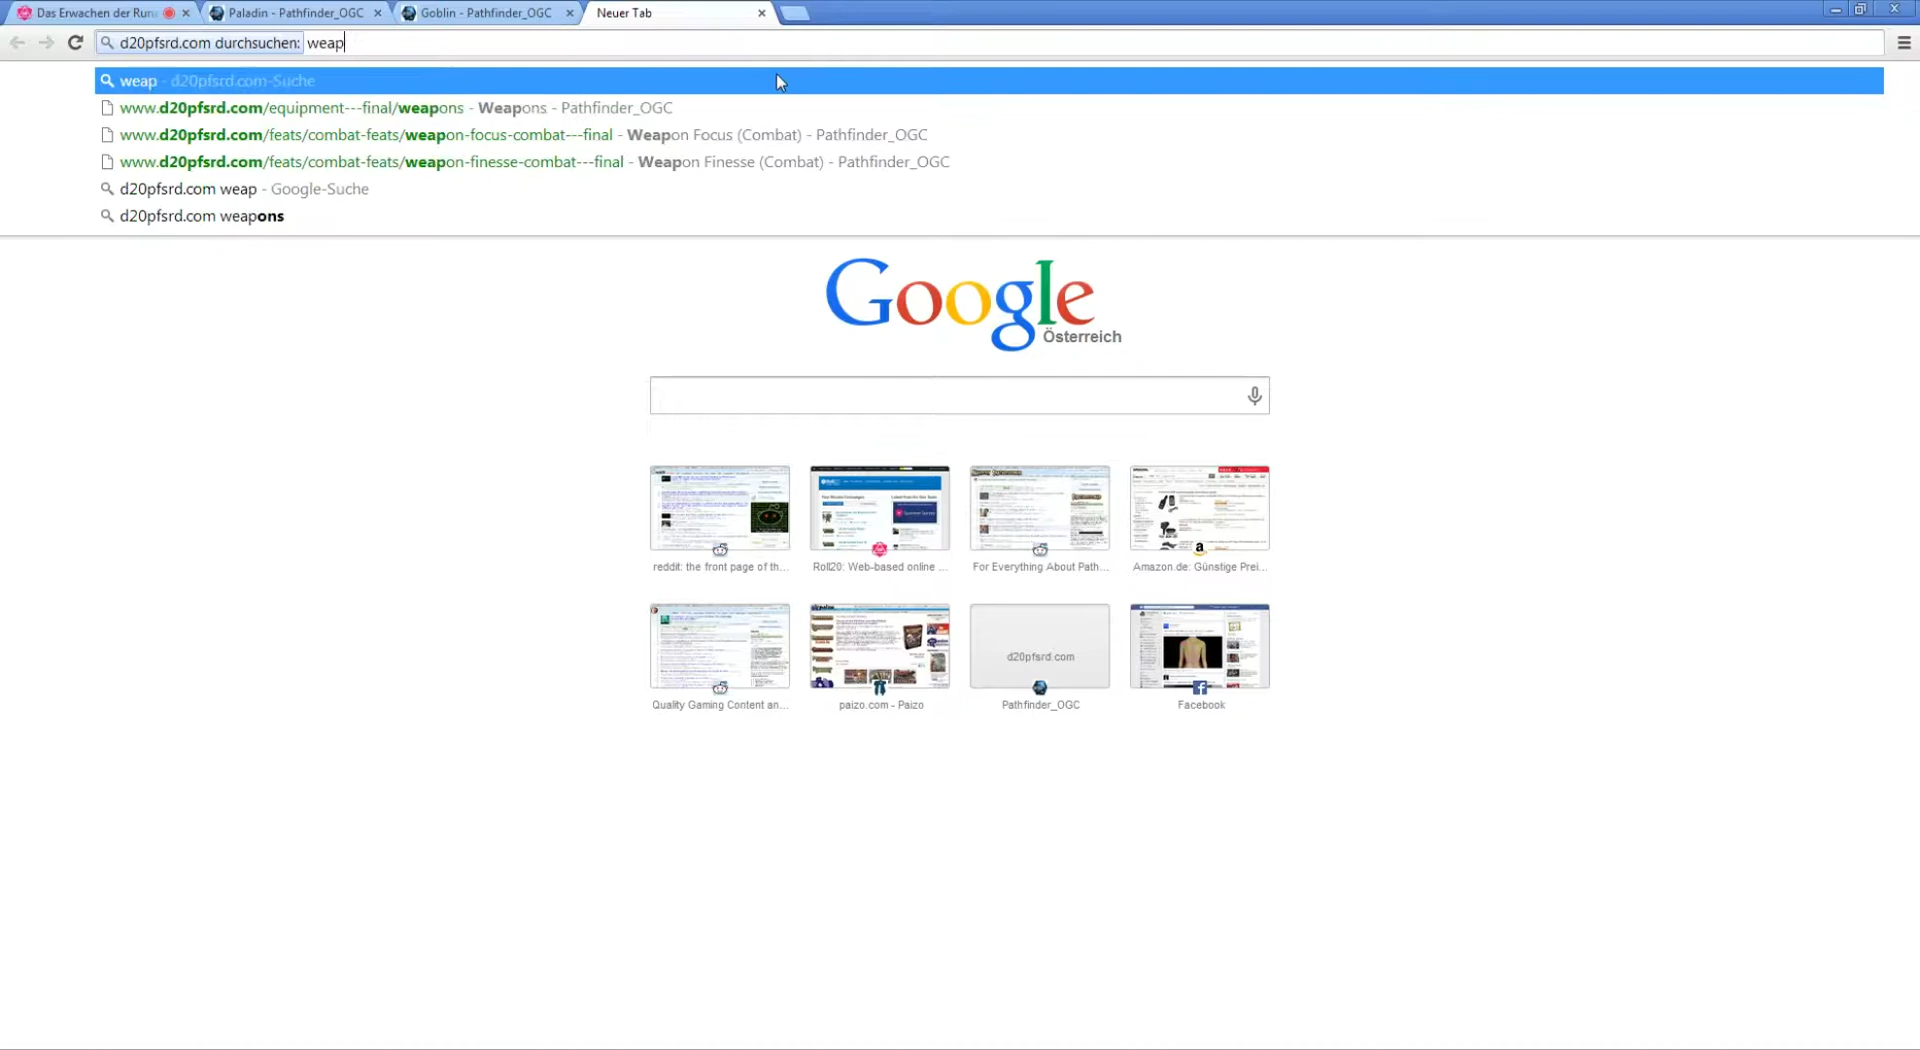 Das Erwachen der Run
Paladin - Pathfinder_OGC
Goblin - Pathfinder_OGC
Neuer Tab
d20pfsrd.com durchsuchen: weap
weap - d20pfsrd.com-Suche
www.d20pfsrd.com/equipment---final/weapons - Weapons - Pathfinder_OGC
www.d20pfsrd.com/feats/combat-feats/weapon-focus-combat---final - Weapon Focus (Combat) - Pathfinder_OGC
www.d20pfsrd.com/feats/combat-feats/weapon-finesse-combat---final - Weapon Finesse (Combat) - Pathfinder_OGC
d20pfsrd.com weap - Google-Suche
d20pfsrd.com weapons
Google
Österreich
reddit: the front page of th...
Roll20: Web-based online ...
For Everything About Path...
Amazon.de: Günstige Prei...
d20pfsrd.com
Quality Gaming Content an...
paizo.com - Paizo
Pathfinder_OGC
Facebook